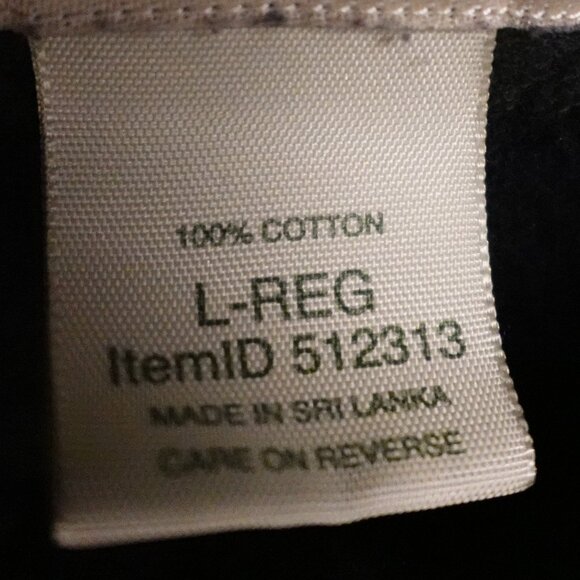 100% COTTON
L-REG
ItemID 512313
MADE IN SRI LANKA
CARE ON REVERSE